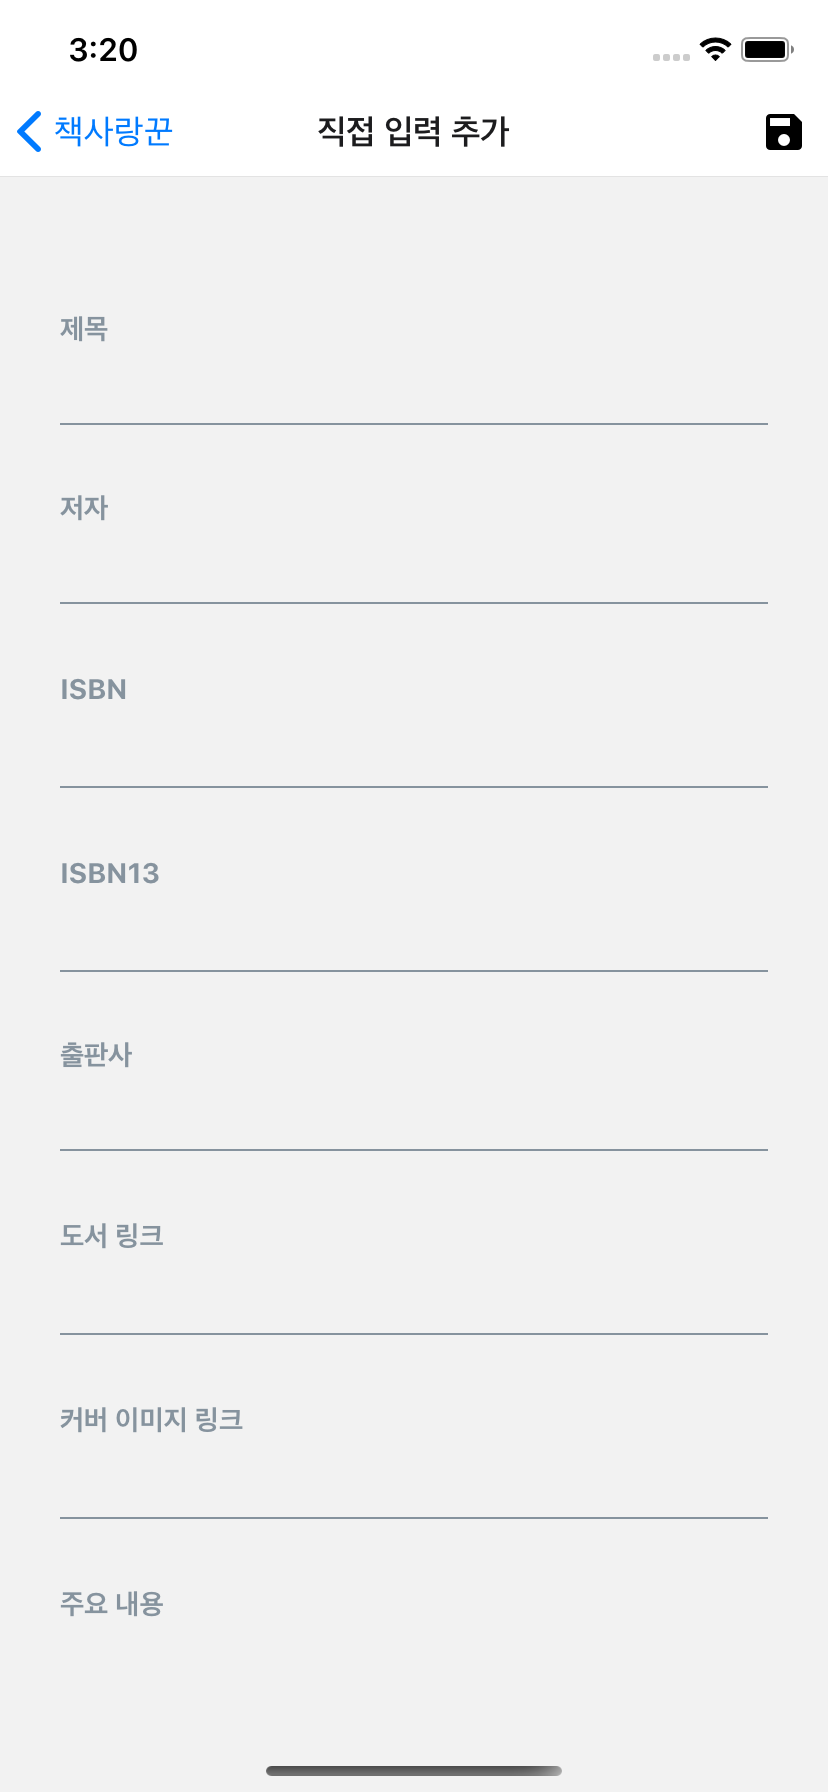 3:20
책사랑꾼
직접 입력 추가
제목
저자
ISBN
ISBN13
출판사
도서 링크
커버 이미지 링크
주요 내용